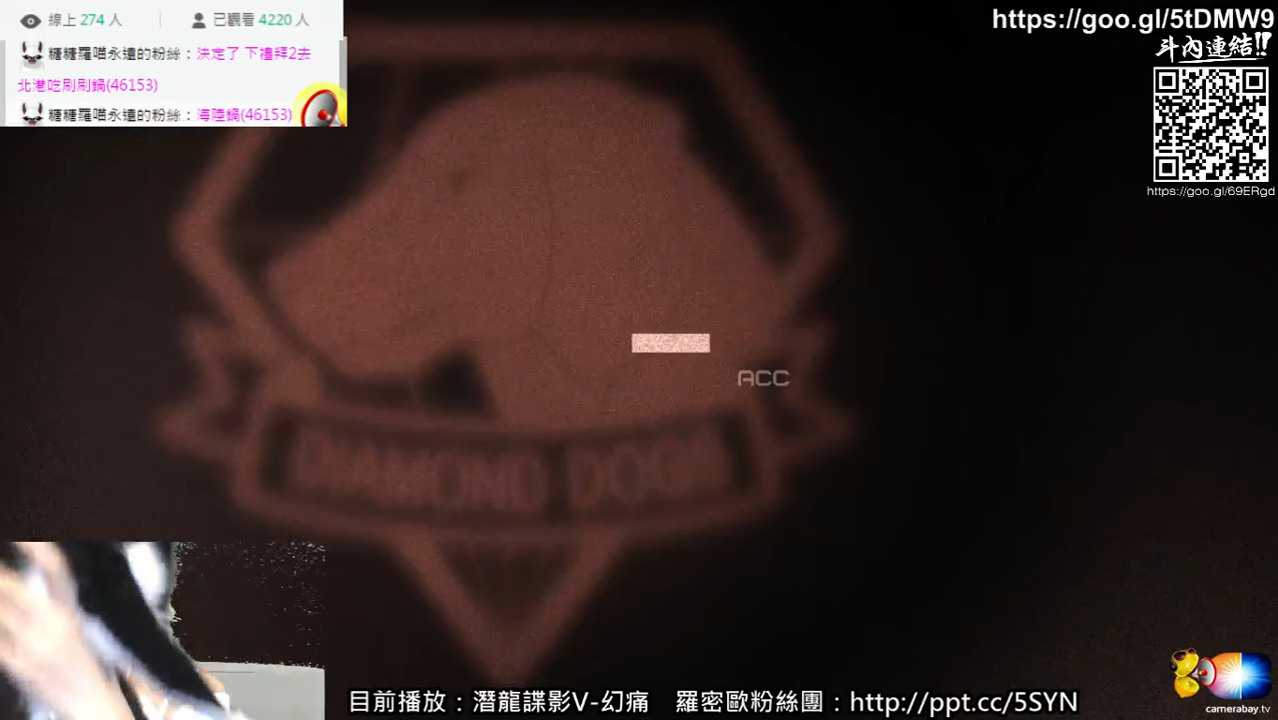 線上 274 人
已觀看 4220 人
糖糖羅喵永遠的粉絲：決定了 下禮拜2去
北港吃刷刷鍋(46153)
糖糖羅喵永遠的粉絲：海陸鍋(46153)
https://goo.gl/5tDMW9
斗內連結!!
https://goo.gl/69ERgd
ACC
DIAMOND DOGS
目前播放：潛龍諜影V-幻痛 羅密歐粉絲團：http://ppt.cc/5SYN
camerabay.tv